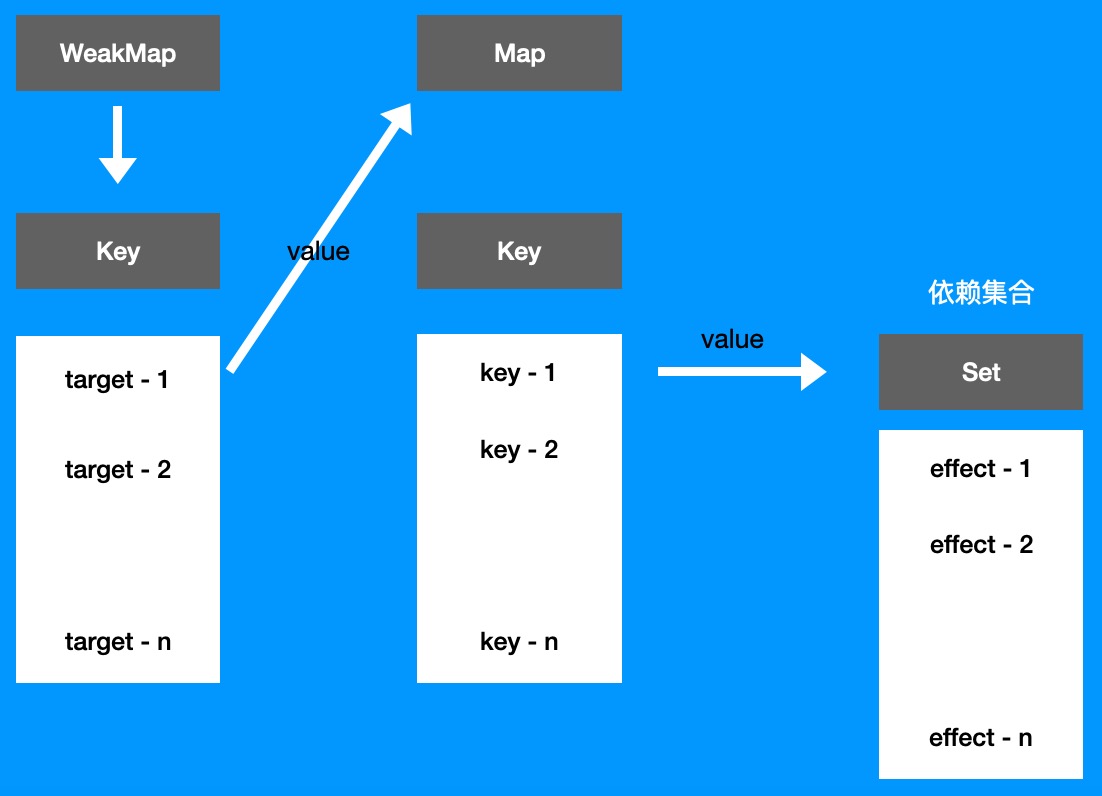 WeakMap
Map
Key
value
Key
依赖集合
value
target - 1
key - 1
Set
target - 2
key - 2
effect - 1
effect - 2
target - n
key - n
effect - n